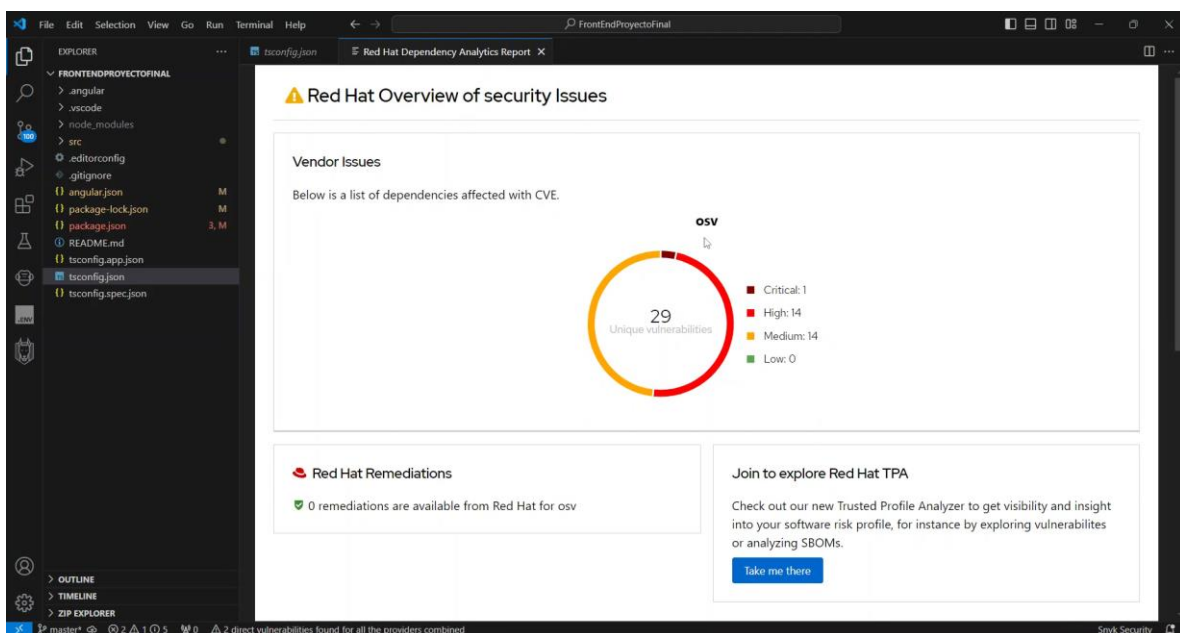 File Edit Selection View Go Run Terminal Help
FrontEndProyectoFinal
EXPLORER
tsconfig.json
Red Hat Dependency Analytics Report
FRONTENDPROYECTOFINAL
.angular
.vscode
node_modules
src
.editorconfig
.gitignore
angular.json M
package-lock.json M
package.json 3, M
README.md
tsconfig.app.json
tsconfig.json
tsconfig.spec.json
100
.ENV
Red Hat Overview of security Issues
Vendor Issues
Below is a list of dependencies affected with CVE.
osv
29
Unique vulnerabilities
Critical: 1
High: 14
Medium: 14
Low: 0
Red Hat Remediations
0 remediations are available from Red Hat for osv
Join to explore Red Hat TPA
Check out our new Trusted Profile Analyzer to get visibility and insight
into your software risk profile, for instance by exploring vulnerabilites
or analyzing SBOMs.
Take me there
OUTLINE
TIMELINE
ZIP EXPLORER
master* 2 1 5 0 2 direct vulnerabilities found for all the providers combined
Snyk Security